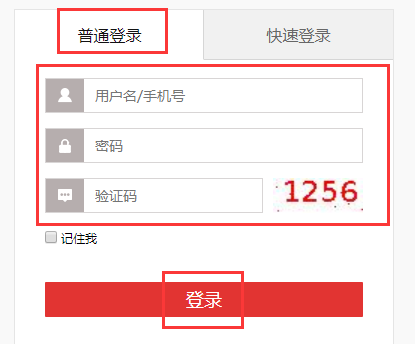 普通登录 快速登录
用户名/手机号
密码
验证码 1256
记住我
登录